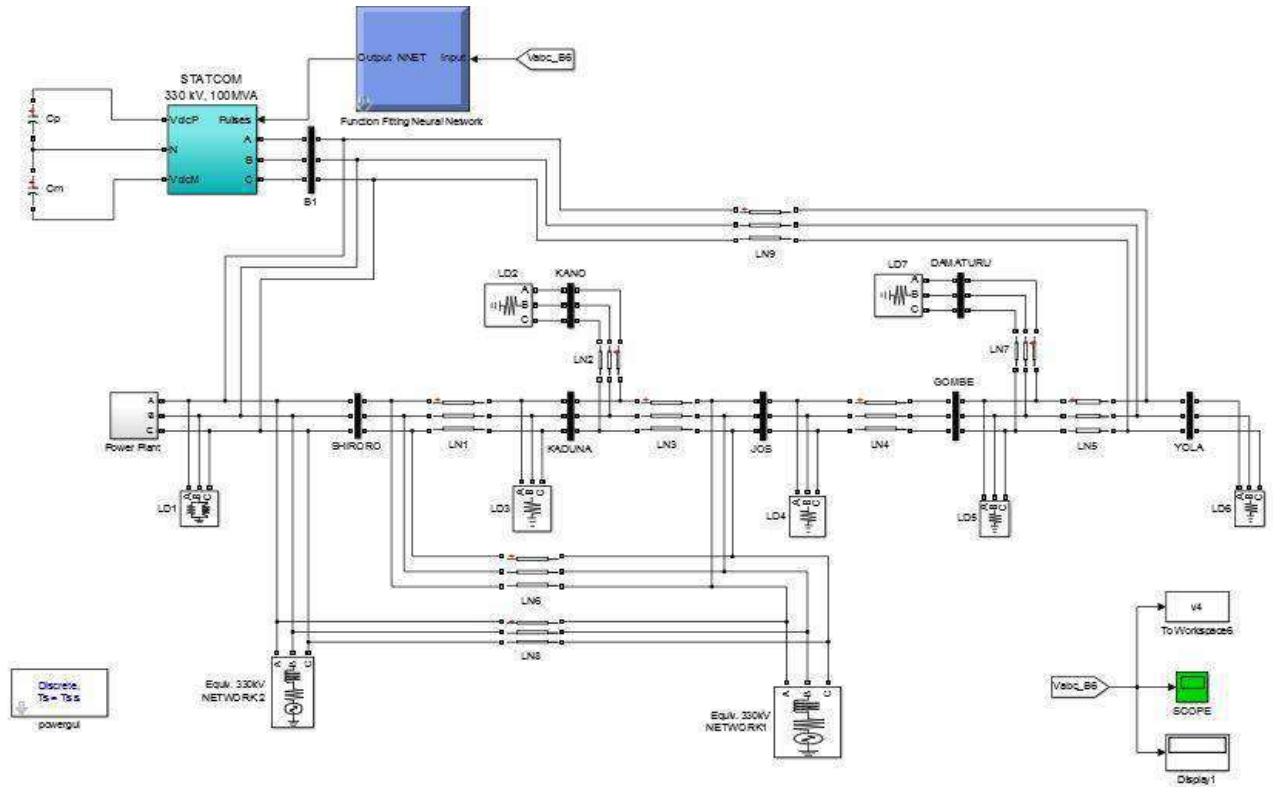 Output NNET Input
Vabc_B6
Function Fitting Neural Network
STATCOM
330 kV, 100MVA
VdcP Pulses
N
VdcM
A
B
C
Cp
Cm
B1
LN9
LD2 KANO
A
B
C
LN2
LD7 DAMATURU
A
B
C
LN7
GOMBE
A
B
C
Power Plant
SHIRORO
LN1
KADUNA
LN3
JOS
LN4
LN5
YOLA
LD1
A B C
LD3
A B C
LD4
A B C
LD5
A B C
LD6
A B C
LN6
LN8
A B C
Equiv. 330kV
NETWORK2
A B C
Equiv. 330kV
NETWORK1
Discrete,
powergui
v4
To Workspace6
Vabc_B6
SCOPE
Display1